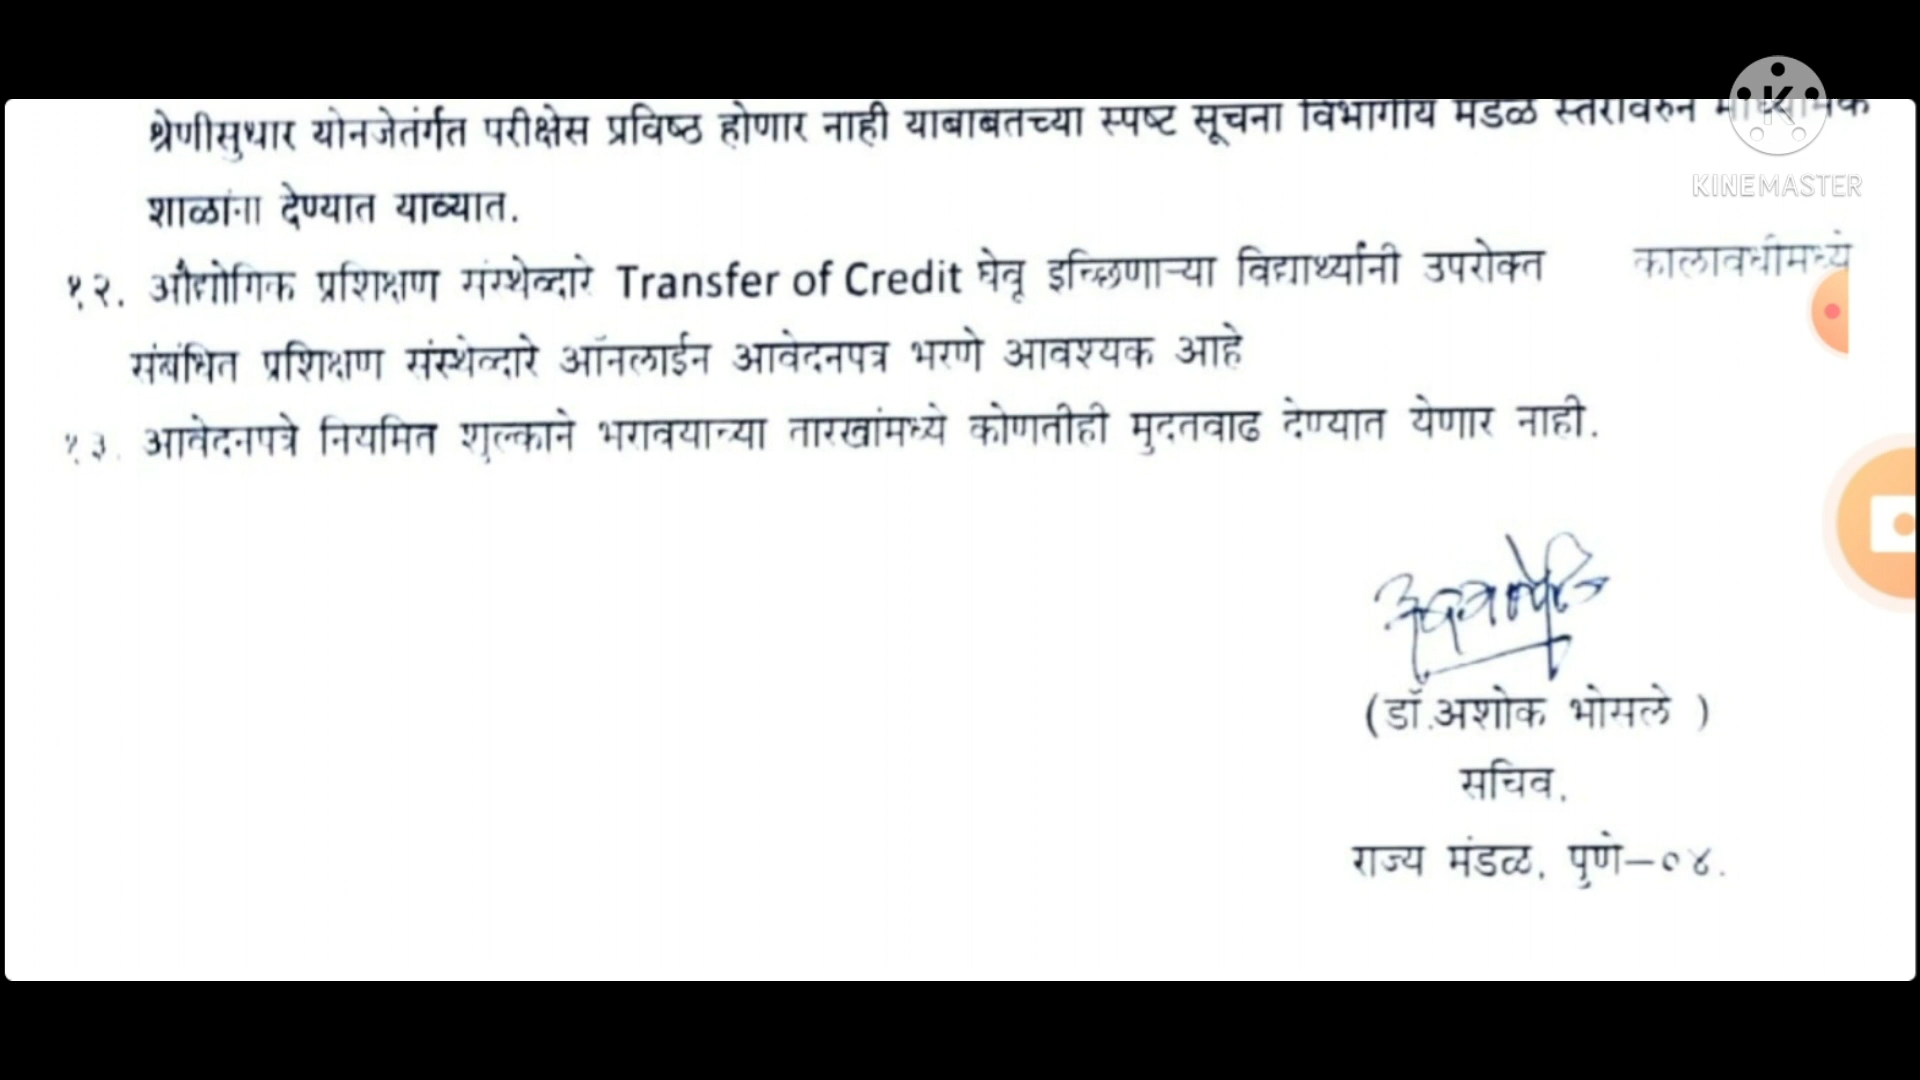 श्रेणीसुधार योनजेतंर्गत परीक्षेस प्रविष्ठ होणार नाही याबाबतच्या स्पष्ट सूचना विभागीय मंडळ स्तरावरुन माध्यमिक
KINEMASTER
शाळांना देण्यात याव्यात.
१२. औद्योगिक प्रशिक्षण संस्थेव्दारे Transfer of Credit घेवू इच्छिणाऱ्या विद्यार्थ्यांनी उपरोक्त कालावधीमध्ये
संबंधित प्रशिक्षण संस्थेव्दारे ऑनलाईन आवेदनपत्र भरणे आवश्यक आहे
१३. आवेदनपत्रे नियमित शुल्काने भरावयाच्या तारखांमध्ये कोणतीही मुदतवाढ देण्यात येणार नाही.
(डॉ.अशोक भोसले )
सचिव.
राज्य मंडळ, पुणे–०४.